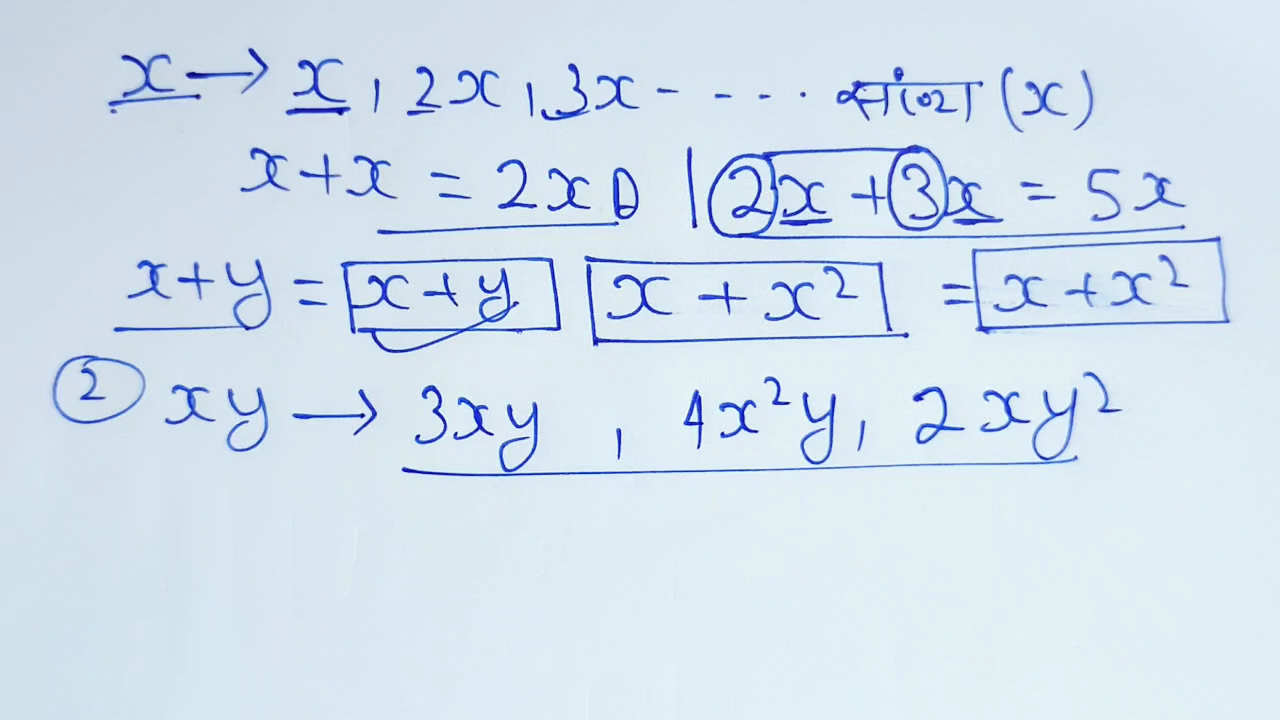 x → x, 2x, 3x - - - - . संख्या (x)
x + x = 2x | 2x + 3x = 5x
x + y = x + y x + x² = x + x²
2 xy → 3xy , 4x²y, 2xy²